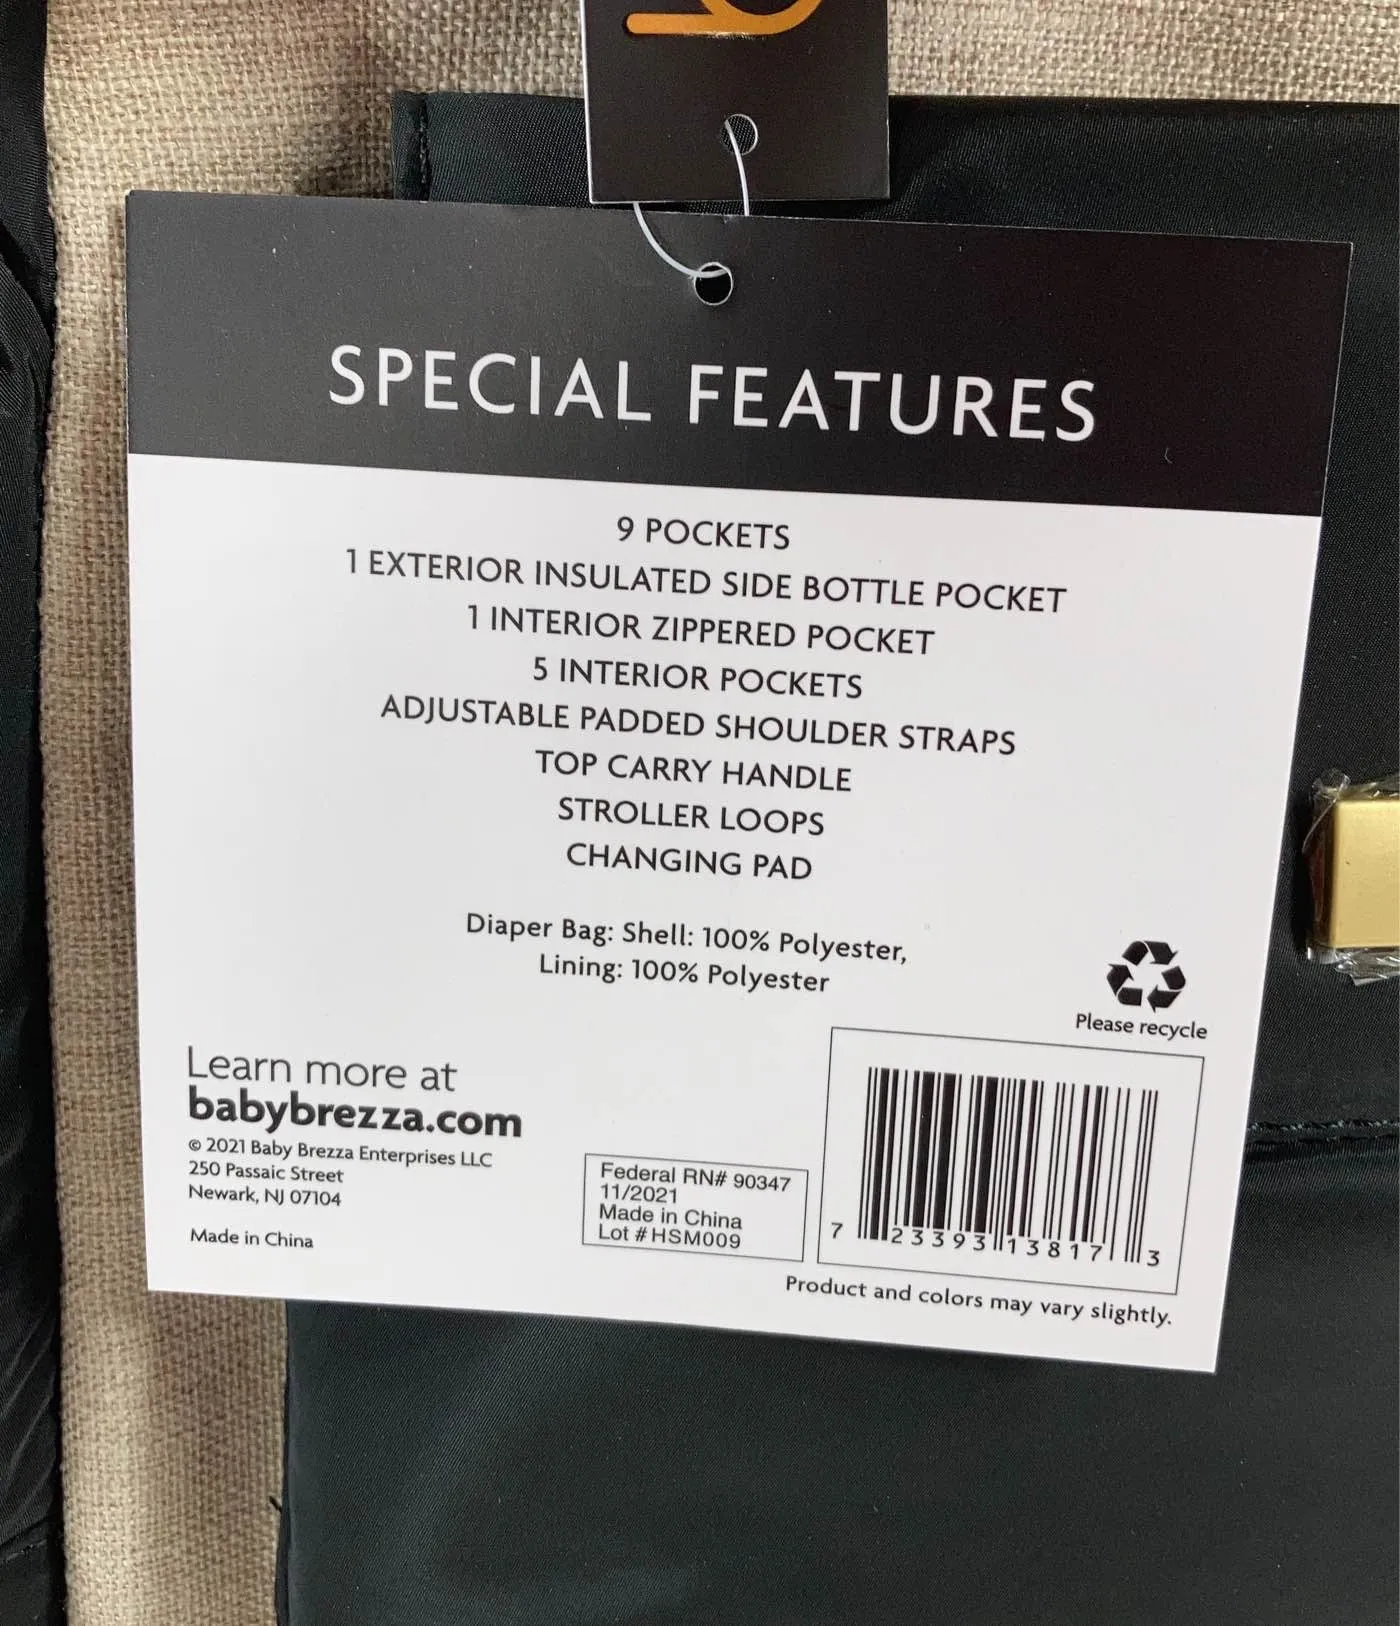 SPECIAL FEATURES
9 POCKETS
1 EXTERIOR INSULATED SIDE BOTTLE POCKET
1 INTERIOR ZIPPERED POCKET
5 INTERIOR POCKETS
ADJUSTABLE PADDED SHOULDER STRAPS
TOP CARRY HANDLE
STROLLER LOOPS
CHANGING PAD
Diaper Bag: Shell: 100% Polyester,
Lining: 100% Polyester
Please recycle
Learn more at
babybrezza.com
© 2021 Baby Brezza Enterprises LLC
250 Passaic Street
Newark, NJ 07104
Made in China
Federal RN# 90347
11/2021
Made in China
Lot # HSM009
7 23393 13817 3
Product and colors may vary slightly.